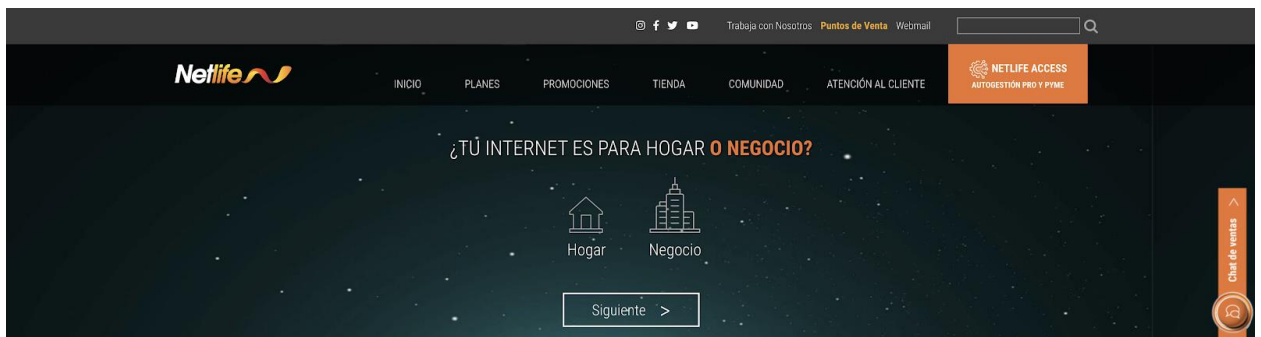 Trabaja con Nosotros Puntos de Venta Webmail
Netlife
INICIO PLANES PROMOCIONES TIENDA COMUNIDAD ATENCIÓN AL CLIENTE
NETLIFE ACCESS
AUTOGESTIÓN PRO Y PYME
¿TÚ INTERNET ES PARA HOGAR O NEGOCIO?
Hogar Negocio
Siguiente >
Chat de ventas